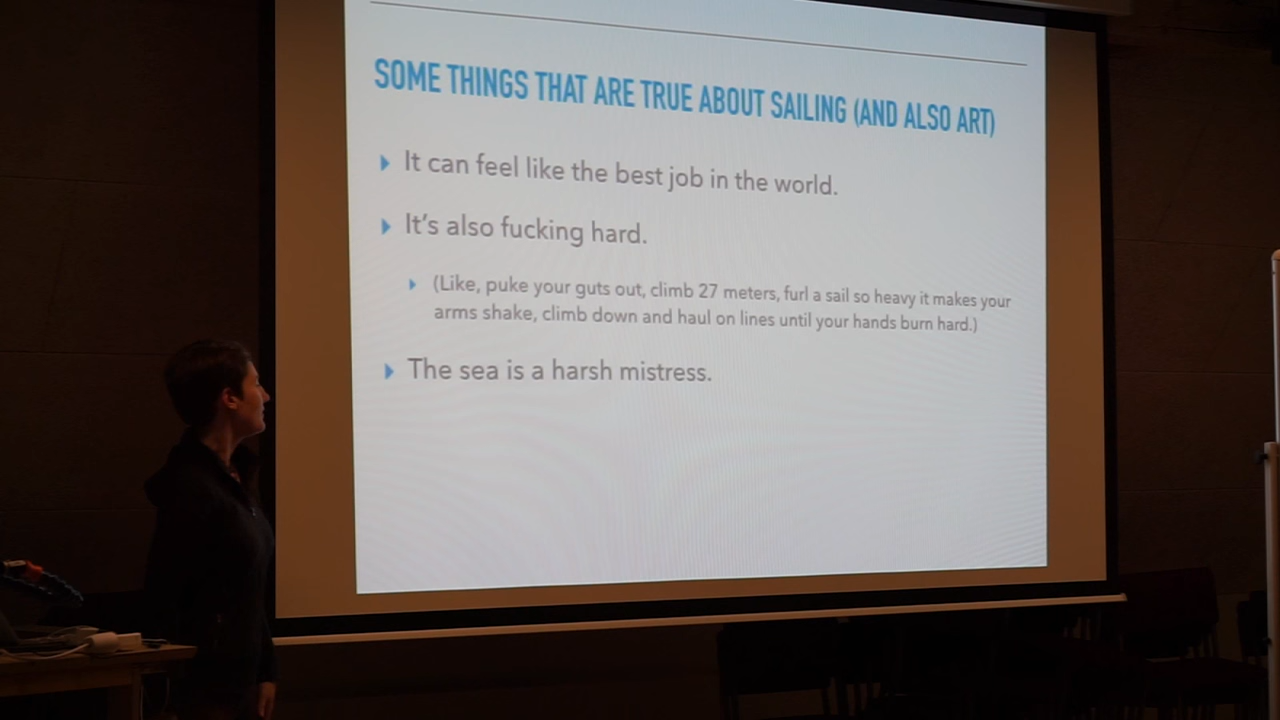 SOME THINGS THAT ARE TRUE ABOUT SAILING (AND ALSO ART)
It can feel like the best job in the world.
It's also fucking hard.
(Like, puke your guts out, climb 27 meters, furl a sail so heavy it makes your
arms shake, climb down and haul on lines until your hands burn hard.)
The sea is a harsh mistress.